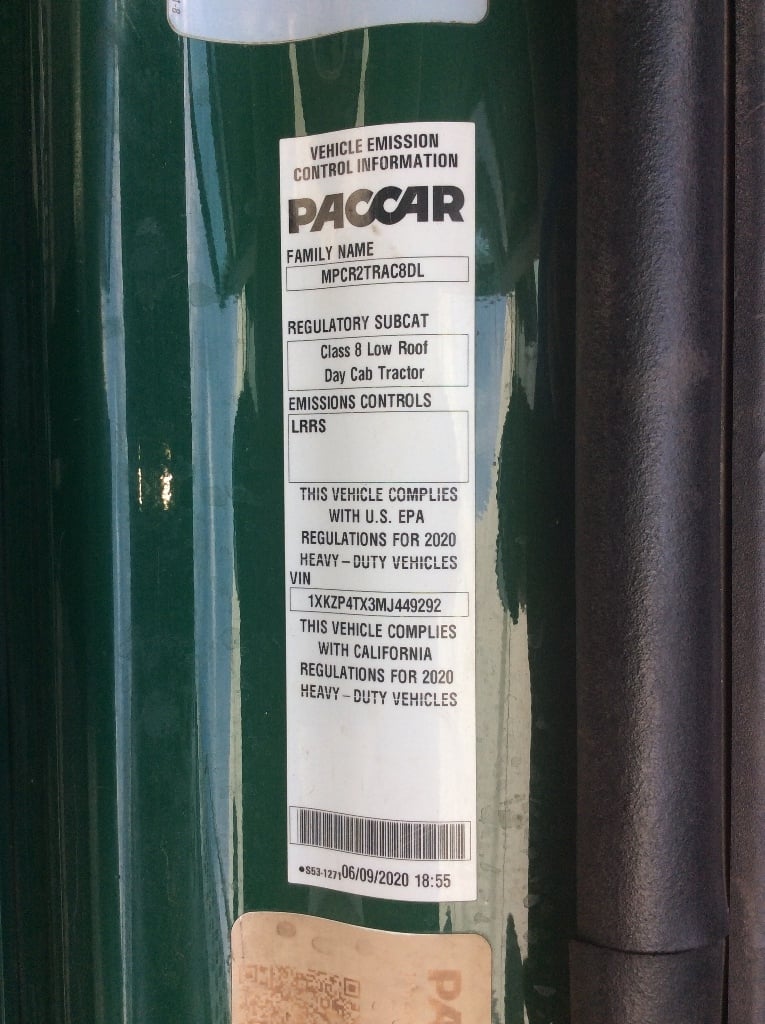 VEHICLE EMISSION
CONTROL INFORMATION
PACCAR
FAMILY NAME
MPCR2TRAC8DL
REGULATORY SUBCAT
Class 8 Low Roof
Day Cab Tractor
EMISSIONS CONTROLS
LRRS
THIS VEHICLE COMPLIES
WITH U.S. EPA
REGULATIONS FOR 2020
HEAVY-DUTY VEHICLES
VIN
1XKZP4TX3MJ449292
THIS VEHICLE COMPLIES
WITH CALIFORNIA
REGULATIONS FOR 2020
HEAVY-DUTY VEHICLES
•S53-1271 06/09/2020 18:55
PA